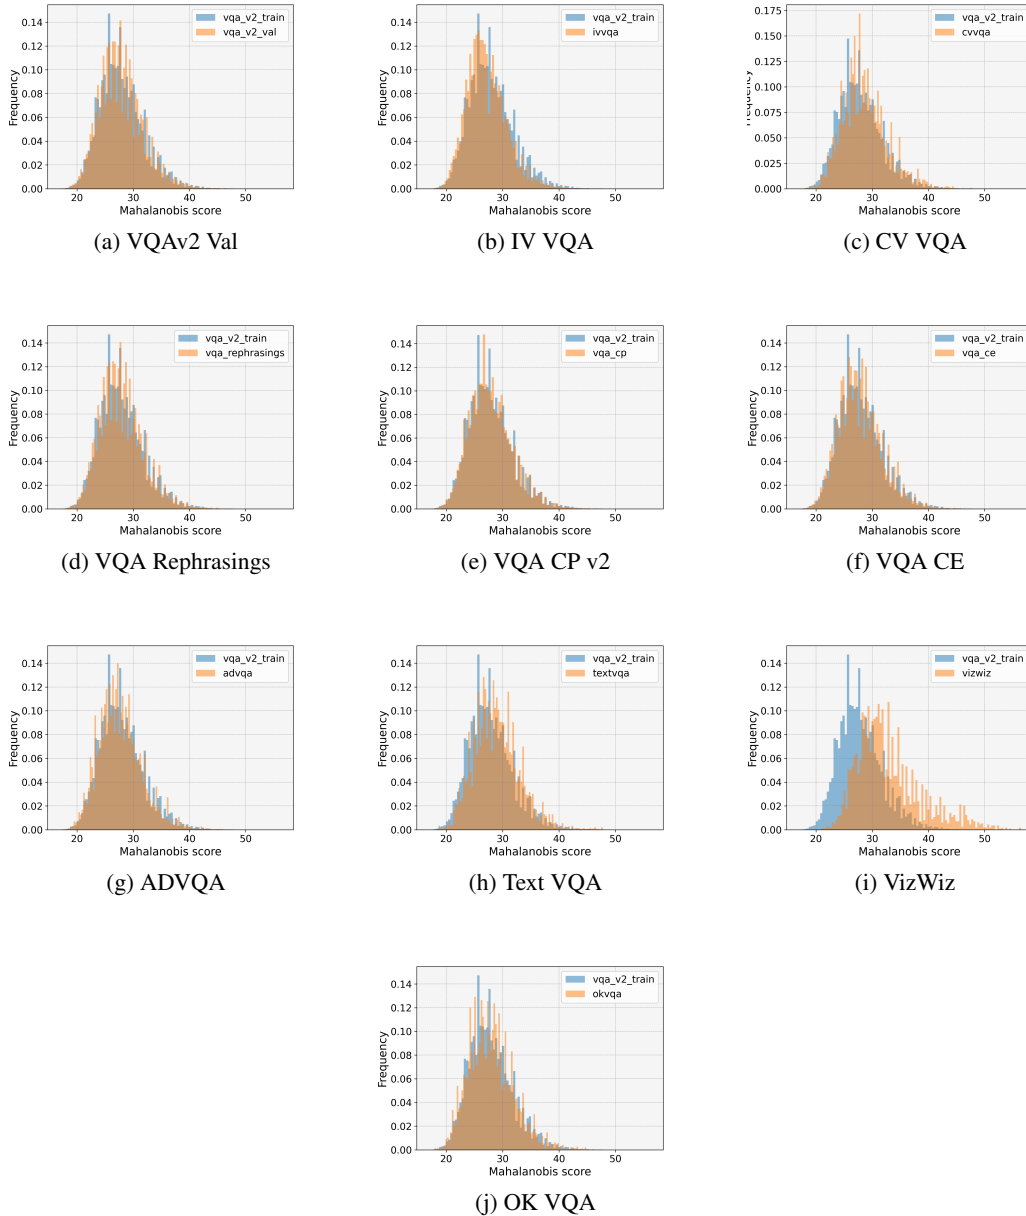 0.14
0.12
0.10
0.08
0.06
0.04
0.02
0.00
Frequency
vqa_v2_train
vqa_v2_val
20 30 40 50
Mahalanobis score
(a) VQAv2 Val
0.14
0.12
0.10
0.08
0.06
0.04
0.02
0.00
Frequency
vqa_v2_train
ivvqa
20 30 40 50
Mahalanobis score
(b) IV VQA
0.175
0.150
0.125
0.100
0.075
0.050
0.025
0.000
Frequency
vqa_v2_train
cvvqa
20 30 40 50
Mahalanobis score
(c) CV VQA
0.14
0.12
0.10
0.08
0.06
0.04
0.02
0.00
Frequency
vqa_v2_train
vqa_rephrasings
20 30 40 50
Mahalanobis score
(d) VQA Rephrasings
0.14
0.12
0.10
0.08
0.06
0.04
0.02
0.00
Frequency
vqa_v2_train
vqa_cp
20 30 40 50
Mahalanobis score
(e) VQA CP v2
0.14
0.12
0.10
0.08
0.06
0.04
0.02
0.00
Frequency
vqa_v2_train
vqa_ce
20 30 40 50
Mahalanobis score
(f) VQA CE
0.14
0.12
0.10
0.08
0.06
0.04
0.02
0.00
Frequency
vqa_v2_train
advqa
20 30 40 50
Mahalanobis score
(g) ADVQA
0.14
0.12
0.10
0.08
0.06
0.04
0.02
0.00
Frequency
vqa_v2_train
textvqa
20 30 40 50
Mahalanobis score
(h) Text VQA
0.14
0.12
0.10
0.08
0.06
0.04
0.02
0.00
Frequency
vqa_v2_train
vizwiz
20 30 40 50
Mahalanobis score
(i) VizWiz
0.14
0.12
0.10
0.08
0.06
0.04
0.02
0.00
Frequency
vqa_v2_train
okvqa
20 30 40 50
Mahalanobis score
(j) OK VQA